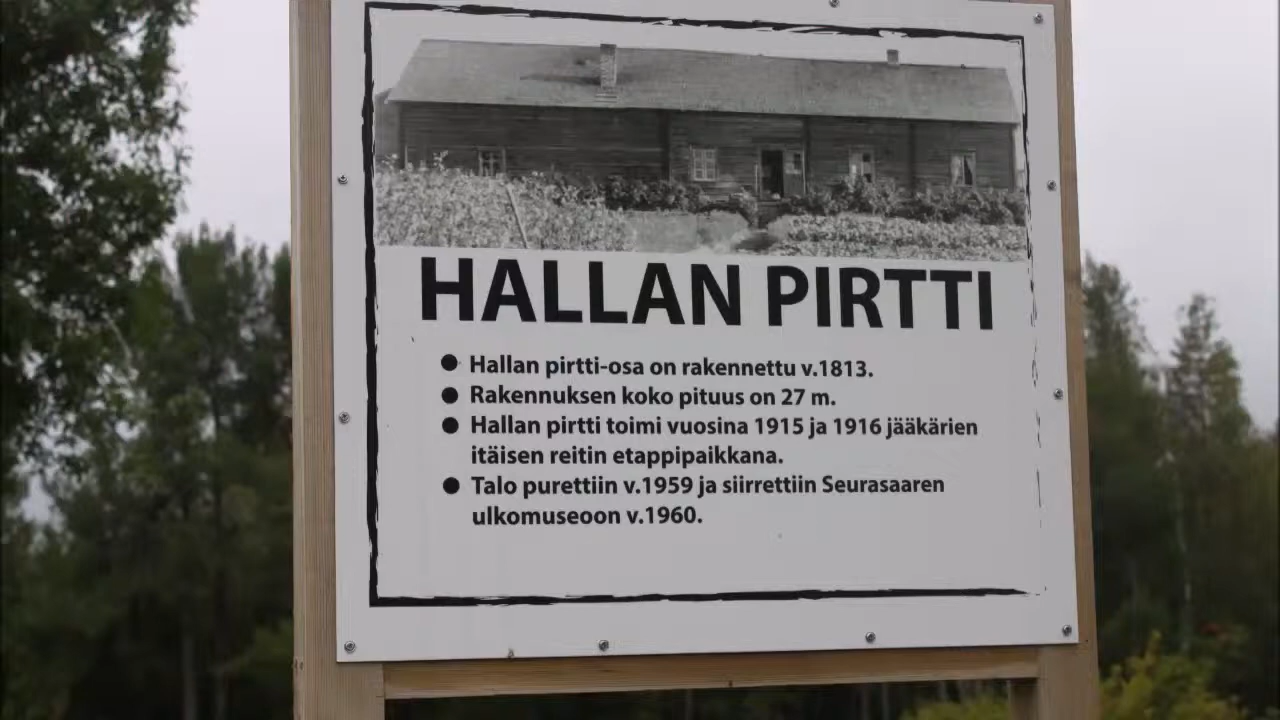 HALLAN PIRTTI
● Hallan pirtti-osa on rakennettu v.1813.
● Rakennuksen koko pituus on 27 m.
● Hallan pirtti toimi vuosina 1915 ja 1916 jääkärien
itäisen reitin etappipaikkana.
● Talo purettiin v.1959 ja siirrettiin Seurasaaren
ulkomuseoon v.1960.